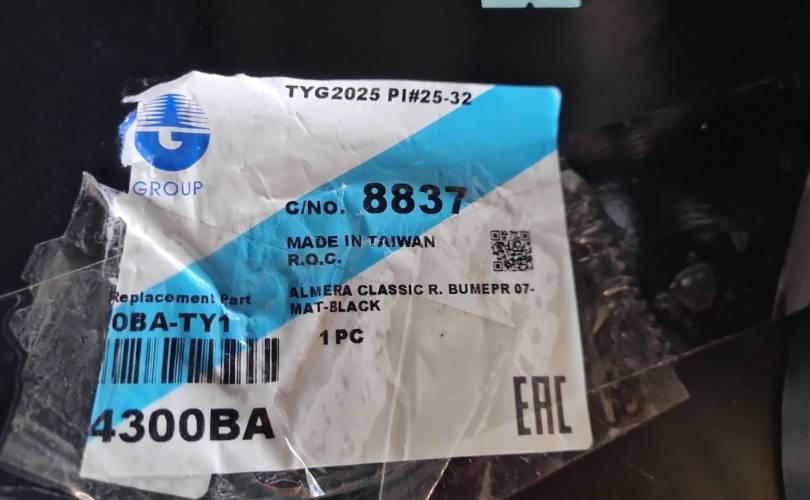 TYG2025 PI#25-32
GROUP
C/NO. 8837
MADE IN TAIWAN
R.O.C.
Replacement Part
0BA-TY1
ALMERA CLASSIC R. BUMEPR 07-
MAT-BLACK
1 PC
4300BA
EAC